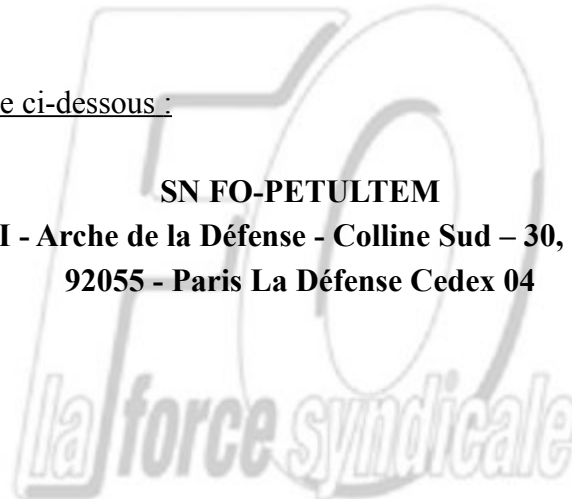 e ci-dessous :
SN FO-PETULTEM
I - Arche de la Défense - Colline Sud – 30,
92055 - Paris La Défense Cedex 04
FO
la force syndicale